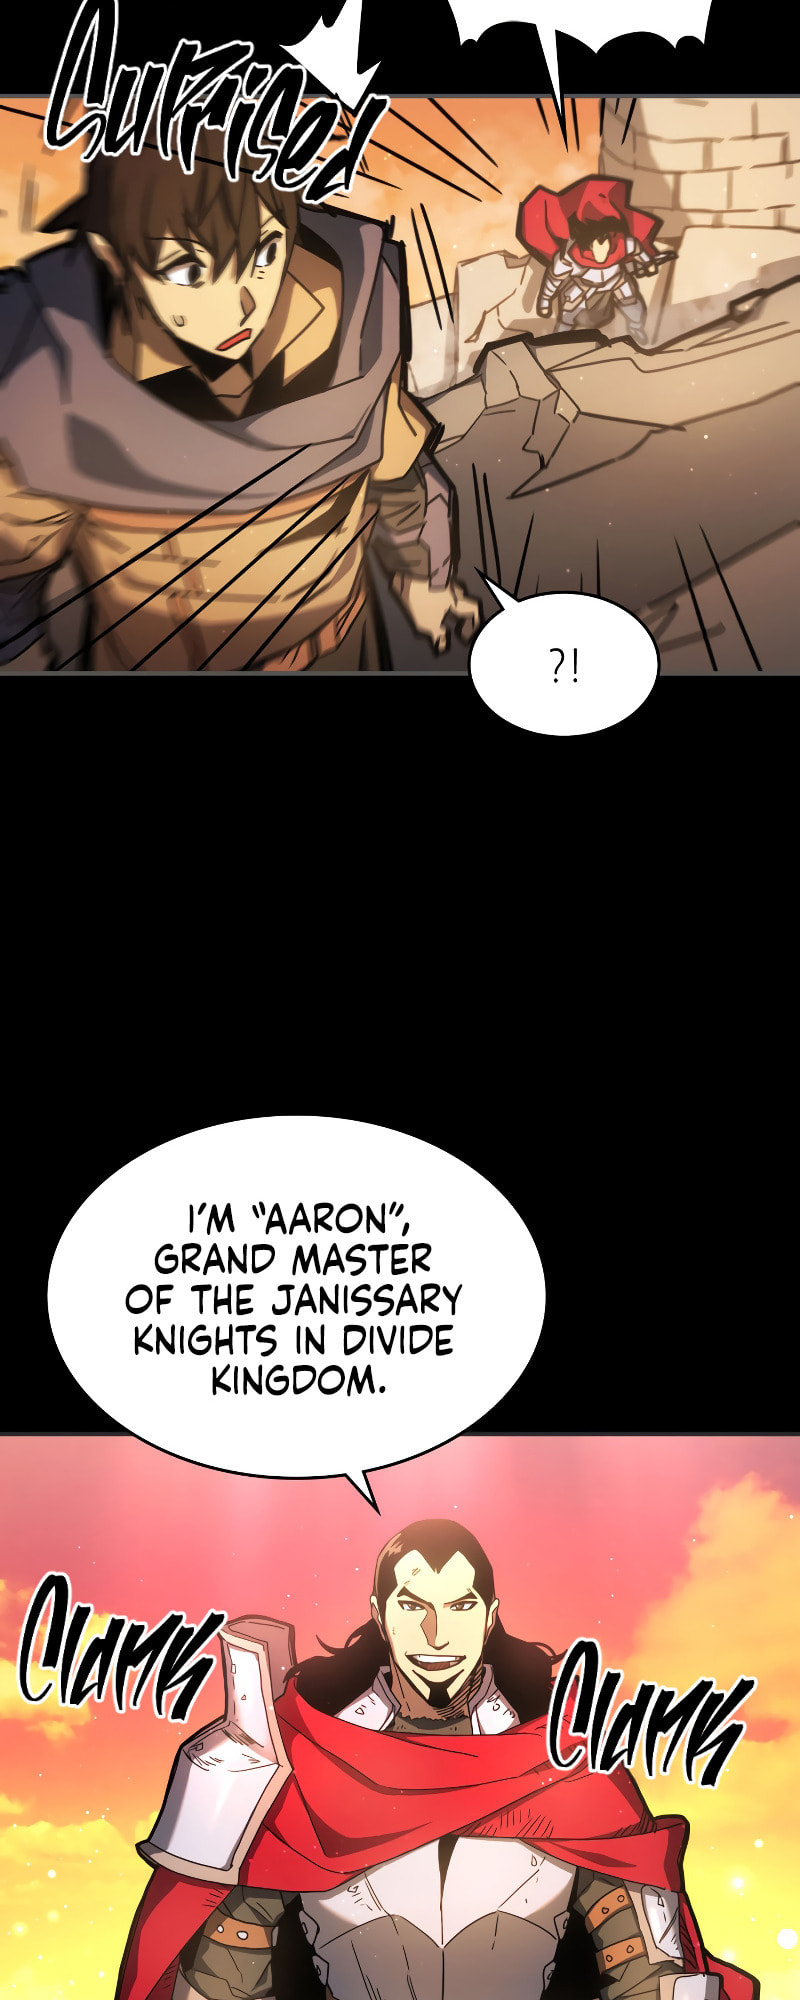 Surprised
?!
I'M "AARON",
GRAND MASTER
OF THE JANISSARY
KNIGHTS IN DIVIDE
KINGDOM.
Clank
Clank